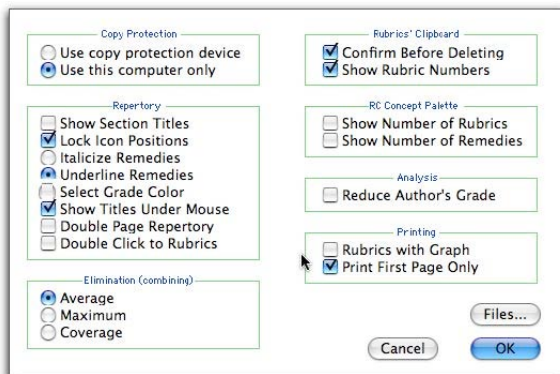 Copy Protection
Use copy protection device
Use this computer only
Repertory
Show Section Titles
Lock Icon Positions
Italicize Remedies
Underline Remedies
Select Grade Color
Show Titles Under Mouse
Double Page Repertory
Double Click to Rubrics
Elimination (combining)
Average
Maximum
Coverage
Rubrics' Clipboard
Confirm Before Deleting
Show Rubric Numbers
RC Concept Palette
Show Number of Rubrics
Show Number of Remedies
Analysis
Reduce Author's Grade
Printing
Rubrics with Graph
Print First Page Only
Files...
Cancel
OK